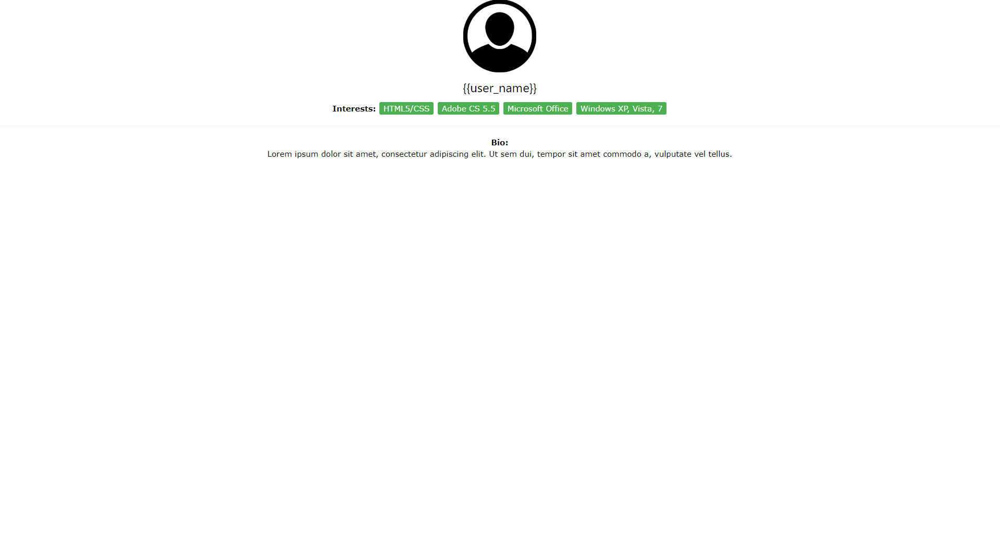 {{user_name}}
Interests: HTML5/CSS Adobe CS 5.5 Microsoft Office Windows XP, Vista, 7
Bio:
Lorem ipsum dolor sit amet, consectetur adipiscing elit. Ut sem dui, tempor sit amet commodo a, vulputate vel tellus.